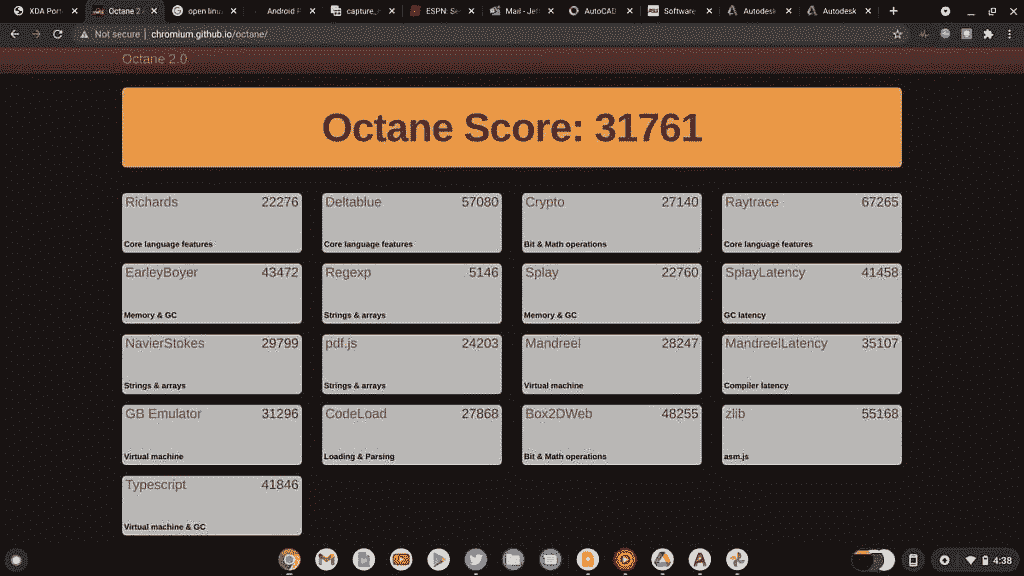 XDA Por
Octane 2.
open linu
Android F
capture_
ESPN: Se
Mail - Jef
AutoCAD
Software
Autodesk
Autodesk
Not secure | chromium.github.io/octane/
Octane 2.0
Octane Score: 31761
Richards 22276
Core language features
Deltablue 57080
Core language features
Crypto 27140
Bit & Math operations
Raytrace 67265
Core language features
EarleyBoyer 43472
Memory & GC
Regexp 5146
Strings & arrays
Splay 22760
Memory & GC
SplayLatency 41458
GC latency
NavierStokes 29799
Strings & arrays
pdf.js 24203
Strings & arrays
Mandreel 28247
Virtual machine
MandreelLatency 35107
Compiler latency
GB Emulator 31296
Virtual machine
CodeLoad 27868
Loading & Parsing
Box2DWeb 48255
Bit & Math operations
zlib 55168
asm.js
Typescript 41846
Virtual machine & GC
4:38